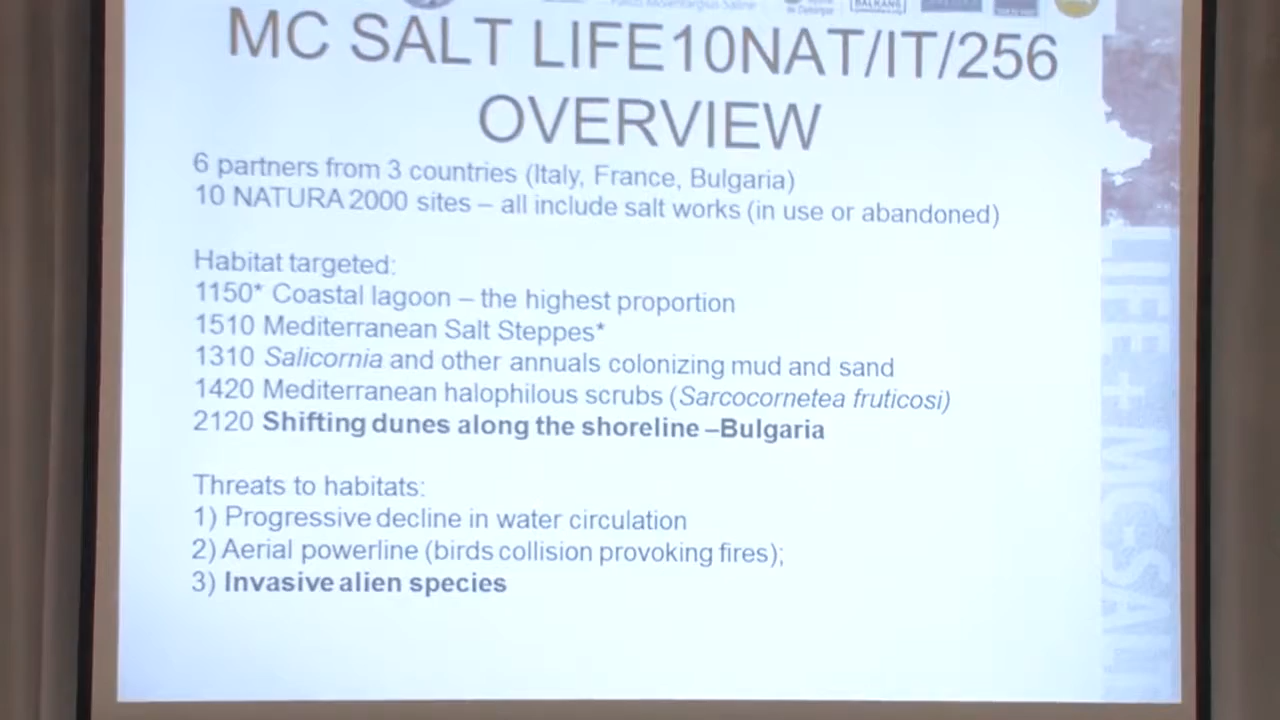 BALKANS
MC SALT LIFE10NAT/IT/256
OVERVIEW
6 partners from 3 countries (Italy, France, Bulgaria)
10 NATURA 2000 sites – all include salt works (in use or abandoned)
Habitat targeted:
1150* Coastal lagoon – the highest proportion
1510 Mediterranean Salt Steppes*
1310 Salicornia and other annuals colonizing mud and sand
1420 Mediterranean halophilous scrubs (Sarcocornetea fruticosi)
2120 Shifting dunes along the shoreline –Bulgaria
Threats to habitats:
1) Progressive decline in water circulation
2) Aerial powerline (birds collision provoking fires);
3) Invasive alien species
LIFE+ MC-SALT